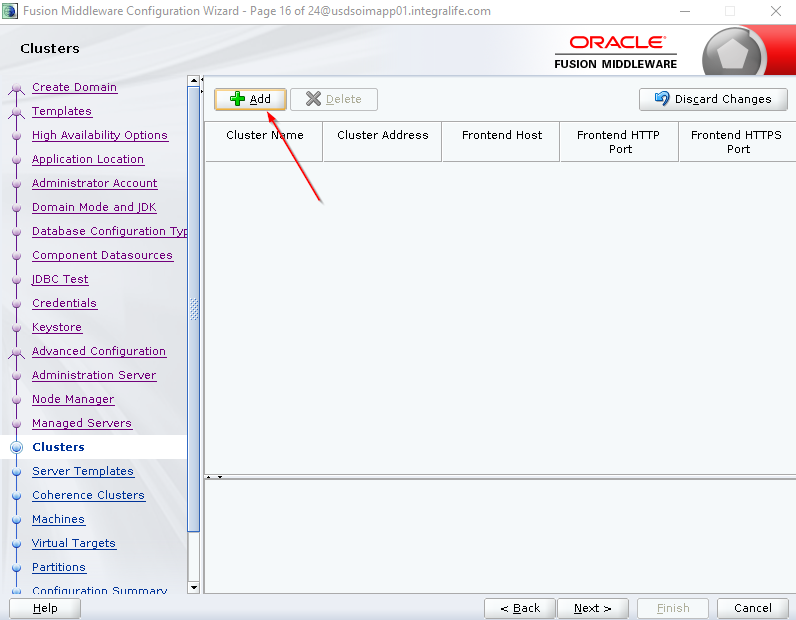 Fusion Middleware Configuration Wizard - Page 16 of 24@usdsoimapp01.integralife.com
Clusters
ORACLE
FUSION MIDDLEWARE
Create Domain
Templates
High Availability Options
Application Location
Administrator Account
Domain Mode and JDK
Database Configuration Typ
Component Datasources
JDBC Test
Credentials
Keystore
Advanced Configuration
Administration Server
Node Manager
Managed Servers
Clusters
Server Templates
Coherence Clusters
Machines
Virtual Targets
Partitions
Configuration Summary
Add
Delete
Discard Changes
Cluster Name
Cluster Address
Frontend Host
Frontend HTTP
Port
Frontend HTTPS
Port
Help
< Back
Next >
Finish
Cancel